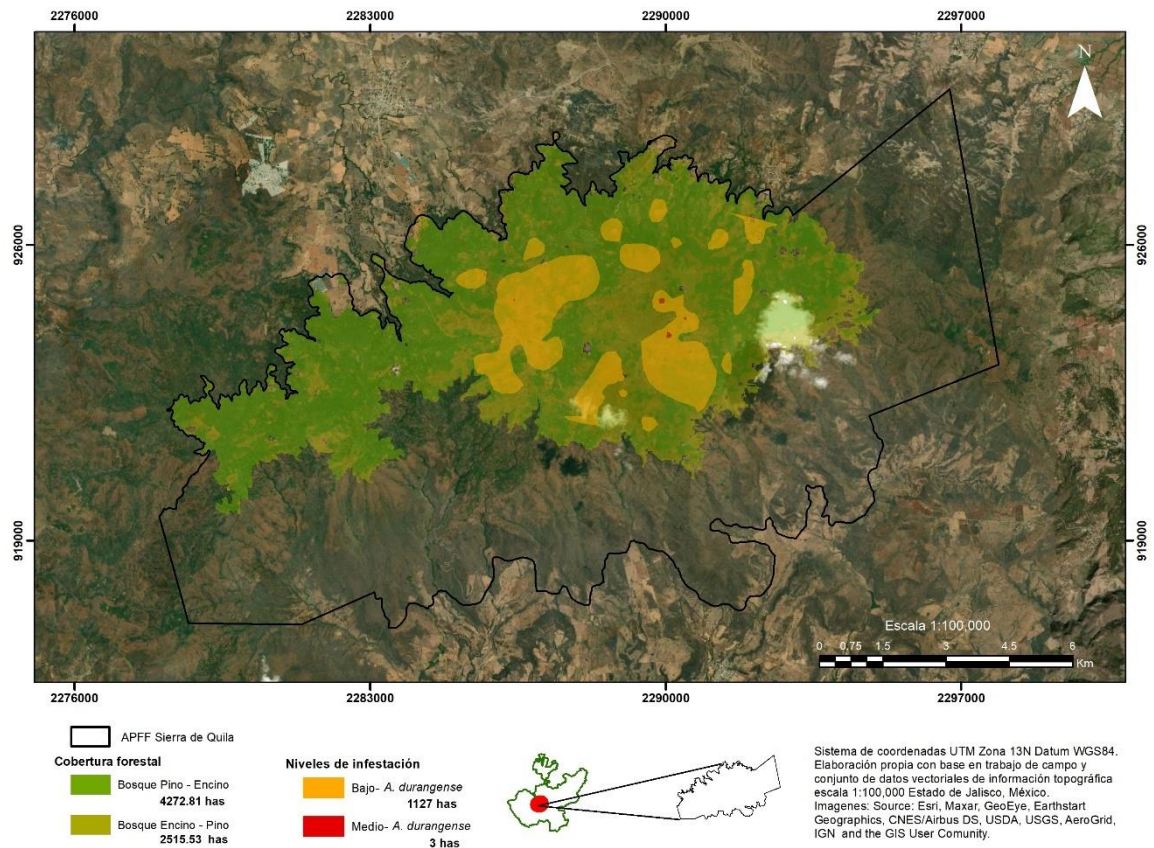 2276000
2283000
2290000
2297000
N
926000
926000
919000
919000
Escala 1:100,000
0 0.75 1.5 3 4.5 6
Km
2276000
2283000
2290000
2297000
APFF Sierra de Quila
Cobertura forestal
Bosque Pino - Encino
4272.81 has
Bosque Encino - Pino
2515.53 has
Niveles de infestación
Bajo- A. durangense
1127 has
Medio- A. durangense
3 has
Sistema de coordenadas UTM Zona 13N Datum WGS84.
Elaboración propia con base en trabajo de campo y
conjunto de datos vectoriales de información topográfica
escala 1:100,000 Estado de Jalisco, México.
Imagenes: Source: Esri, Maxar, GeoEye, Earthstart
Geographics, CNES/Airbus DS, USDA, USGS, AeroGrid,
IGN and the GIS User Comunity.